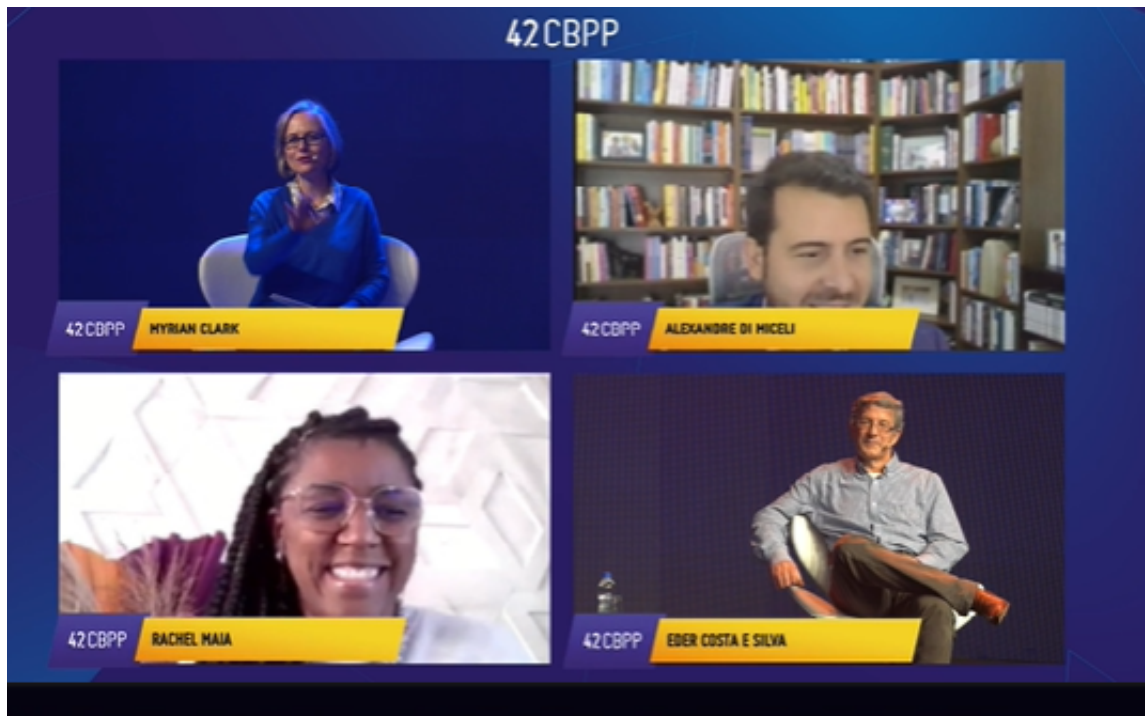 42CBPP
42CBPP MYRIAN CLARK
42CBPP ALEXANDRE DI MICELI
42CBPP RACHEL MAIA
42CBPP EDER COSTA E SILVA